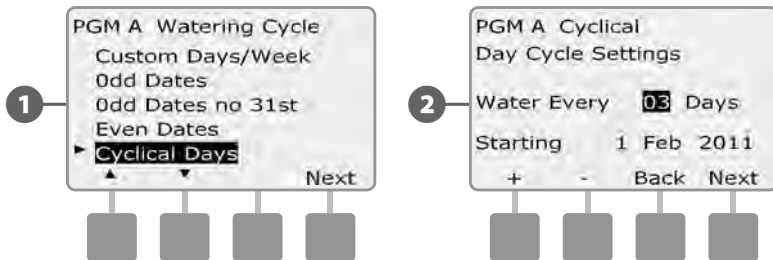 1
PGM A Watering Cycle
Custom Days/Week
Odd Dates
Odd Dates no 31st
Even Dates
Cyclical Days
Next
2
PGM A Cyclical
Day Cycle Settings
Water Every 03 Days
Starting 1 Feb 2011
+ - Back Next